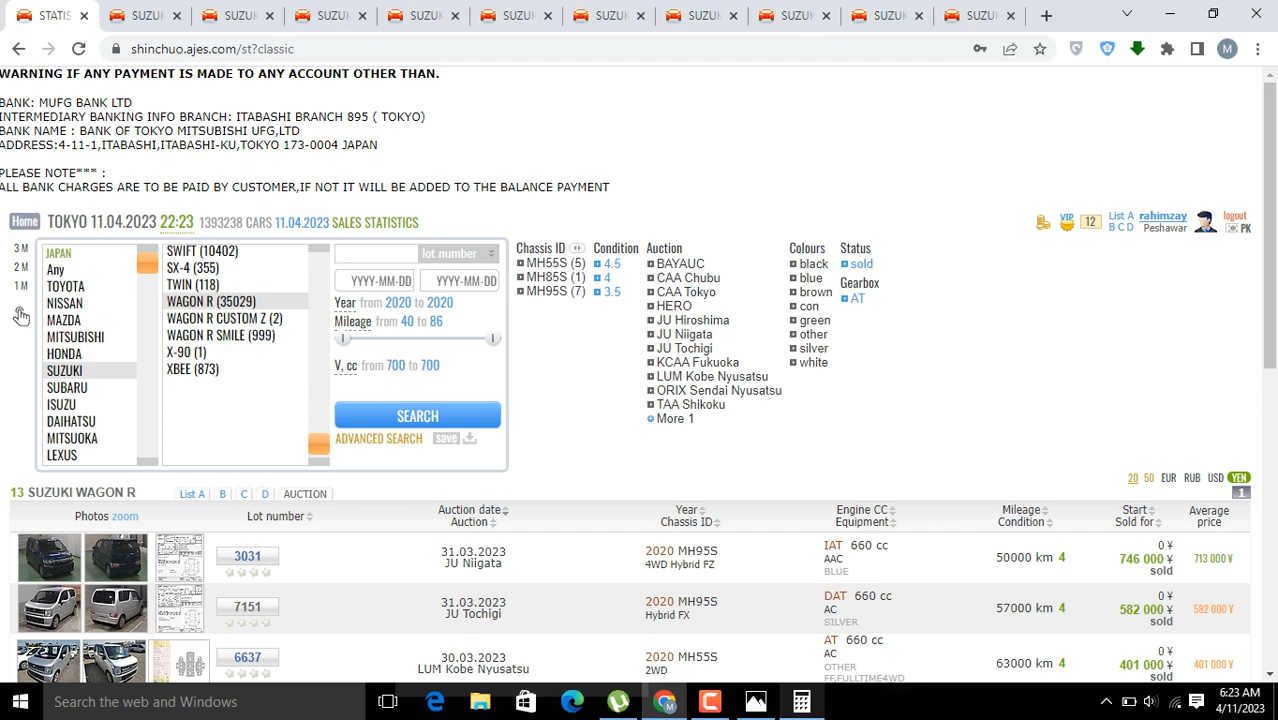 STATIS
SUZUK
SUZUK
SUZUK
SUZUK
SUZUK
SUZUK
SUZUK
SUZUK
SUZUK
SUZUK
shinchuo.ajes.com/st?classic
M
WARNING IF ANY PAYMENT IS MADE TO ANY ACCOUNT OTHER THAN.
BANK: MUFG BANK LTD
INTERMEDIARY BANKING INFO BRANCH: ITABASHI BRANCH 895 ( TOKYO)
BANK NAME : BANK OF TOKYO MITSUBISHI UFG,LTD
ADDRESS:4-11-1,ITABASHI,ITABASHI-KU,TOKYO 173-0004 JAPAN
PLEASE NOTE*** :
ALL BANK CHARGES ARE TO BE PAID BY CUSTOMER,IF NOT IT WILL BE ADDED TO THE BALANCE PAYMENT
Home TOKYO 11.04.2023 22:23 1393238 CARS 11.04.2023 SALES STATISTICS
VIP 12 List A B C D rahimzay Peshawar logout PK
3 M
2 M
1 M
JAPAN
Any
TOYOTA
NISSAN
MAZDA
MITSUBISHI
HONDA
SUZUKI
SUBARU
ISUZU
DAIHATSU
MITSUOKA
LEXUS
SWIFT (10402)
SX-4 (355)
TWIN (118)
WAGON R (35029)
WAGON R CUSTOM Z (2)
WAGON R SMILE (999)
X-90 (1)
XBEE (873)
lot number
YYYY-MM-DD YYYY-MM-DD
Year from 2020 to 2020
Mileage from 40 to 86
V, cc from 700 to 700
SEARCH
ADVANCED SEARCH save
Chassis ID
MH55S (5)
MH85S (1)
MH95S (7)
Condition
4.5
4
3.5
Auction
BAYAUC
CAA Chubu
CAA Tokyo
HERO
JU Hiroshima
JU Niigata
JU Tochigi
KCAA Fukuoka
LUM Kobe Nyusatsu
ORIX Sendai Nyusatsu
TAA Shikoku
More 1
Colours
black
blue
brown
con
green
other
silver
white
Status
sold
Gearbox
AT
20 50 EUR RUB USD YEN
13 SUZUKI WAGON R List A B C D AUCTION 1
Photos zoom
Lot number
Auction date
Auction
Year
Chassis ID
Engine CC
Equipment
Mileage
Condition
Start
Sold for
Average
price
3031
31.03.2023
JU Niigata
2020 MH95S
4WD Hybrid FZ
IAT 660 cc
AAC
BLUE
50000 km 4
0 ¥
746 000 ¥
sold
713 000 ¥
7151
31.03.2023
JU Tochigi
2020 MH95S
Hybrid FX
DAT 660 cc
AC
SILVER
57000 km 4
0 ¥
582 000 ¥
sold
582 000 ¥
6637
30.03.2023
LUM Kobe Nyusatsu
2020 MH55S
2WD
AT 660 cc
AC
OTHER
FF,FULLTIME4WD
63000 km 4
0 ¥
401 000 ¥
sold
401 000 ¥
Search the web and Windows
6:23 AM
4/11/2023